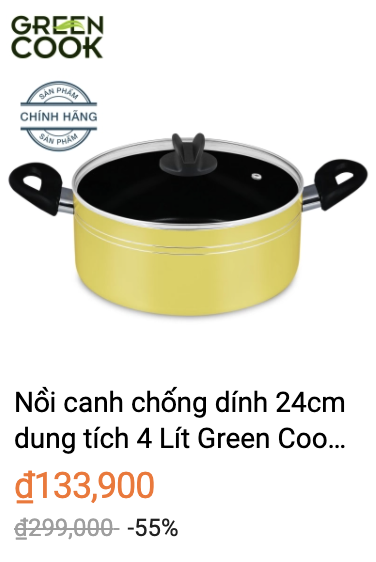 GREEN
COOK
SẢN PHẨM
CHÍNH HÃNG
SẢN PHẨM
Nồi canh chống dính 24cm
dung tích 4 Lít Green Coo...
₫133,900
₫299,000 -55%